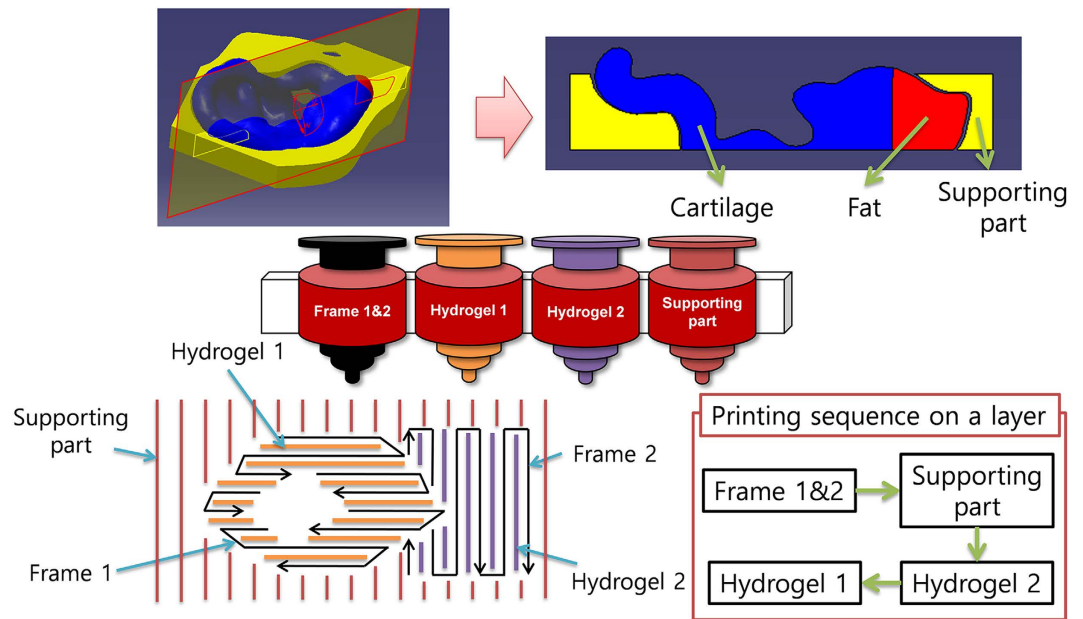 Cartilage
Fat
Supporting
part
Frame 1&2
Hydrogel 1
Hydrogel 2
Supporting
part
Hydrogel 1
Supporting
part
Frame 1
Frame 2
Hydrogel 2
Printing sequence on a layer
Frame 1&2
Supporting
part
Hydrogel 2
Hydrogel 1